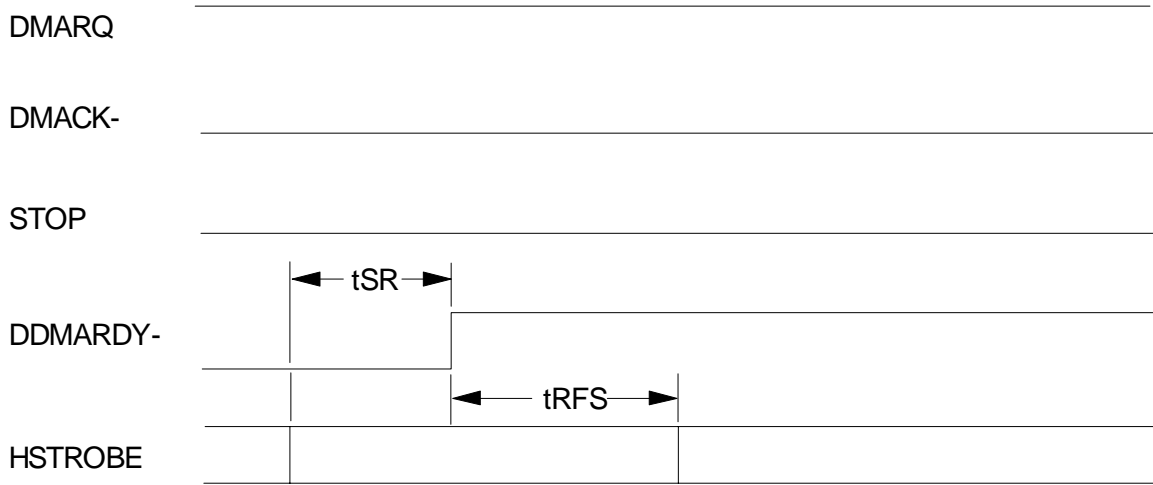 DMARQ
DMACK-
STOP
tSR
DDMARDY-
tRFS
HSTROBE